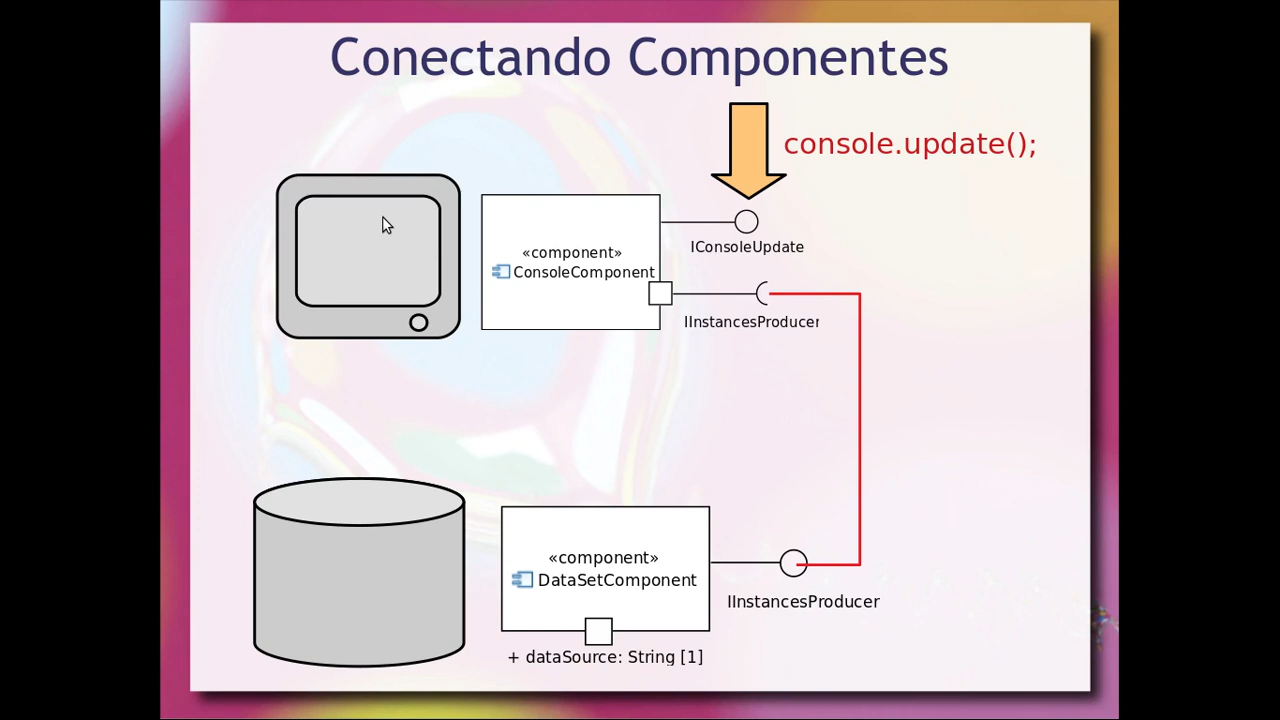 Conectando Componentes
console.update();
«component»
ConsoleComponent
IConsoleUpdate
IInstancesProducer
«component»
DataSetComponent
IInstancesProducer
+ dataSource: String [1]